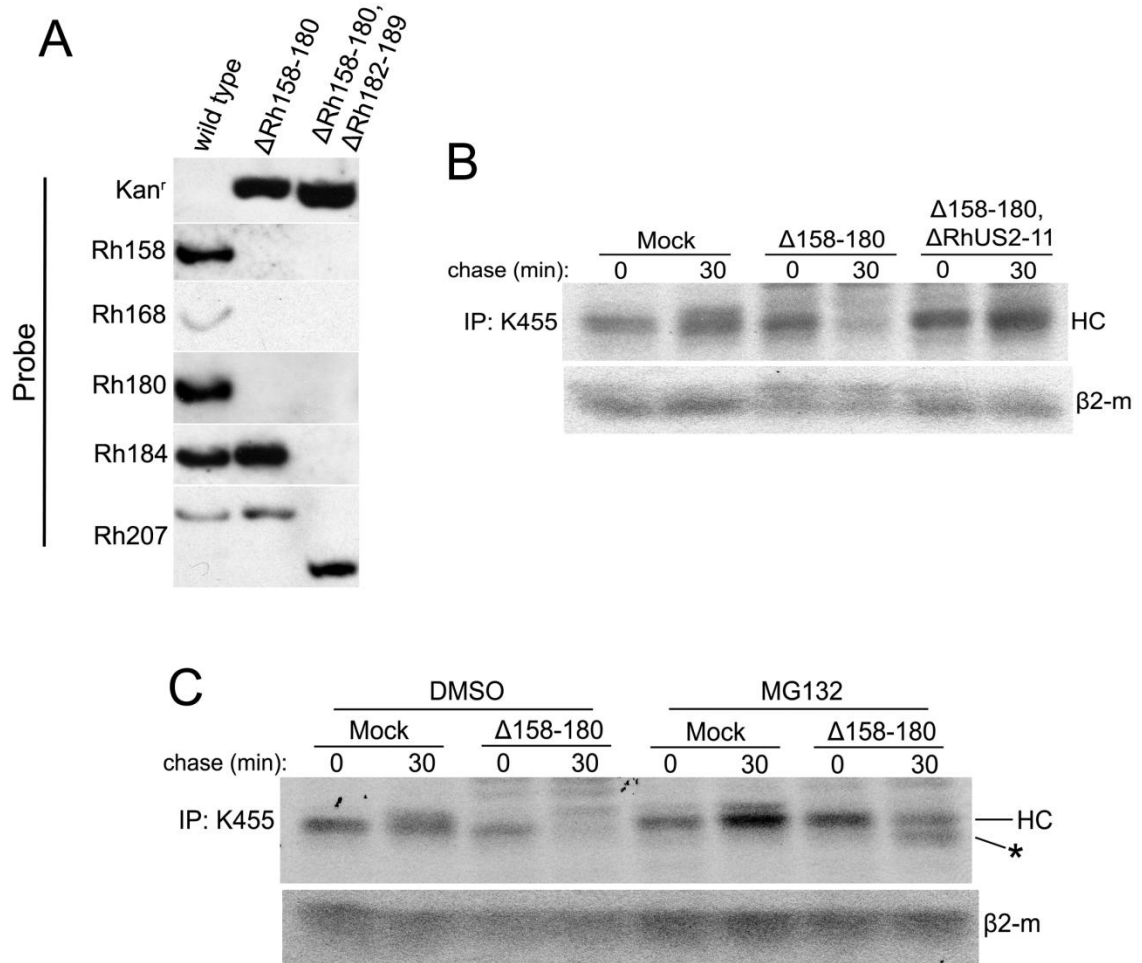 A
wild type
ΔRh158-180
ΔRh158-180,
ΔRh182-189
Probe
Kanʳ
Rh158
Rh168
Rh180
Rh184
Rh207
B
Mock Δ158-180 Δ158-180,
ΔRhUS2-11
chase (min): 0 30 0 30 0 30
IP: K455 HC
β2-m
C
DMSO MG132
Mock Δ158-180 Mock Δ158-180
chase (min): 0 30 0 30 0 30 0 30
IP: K455 HC
*
β2-m